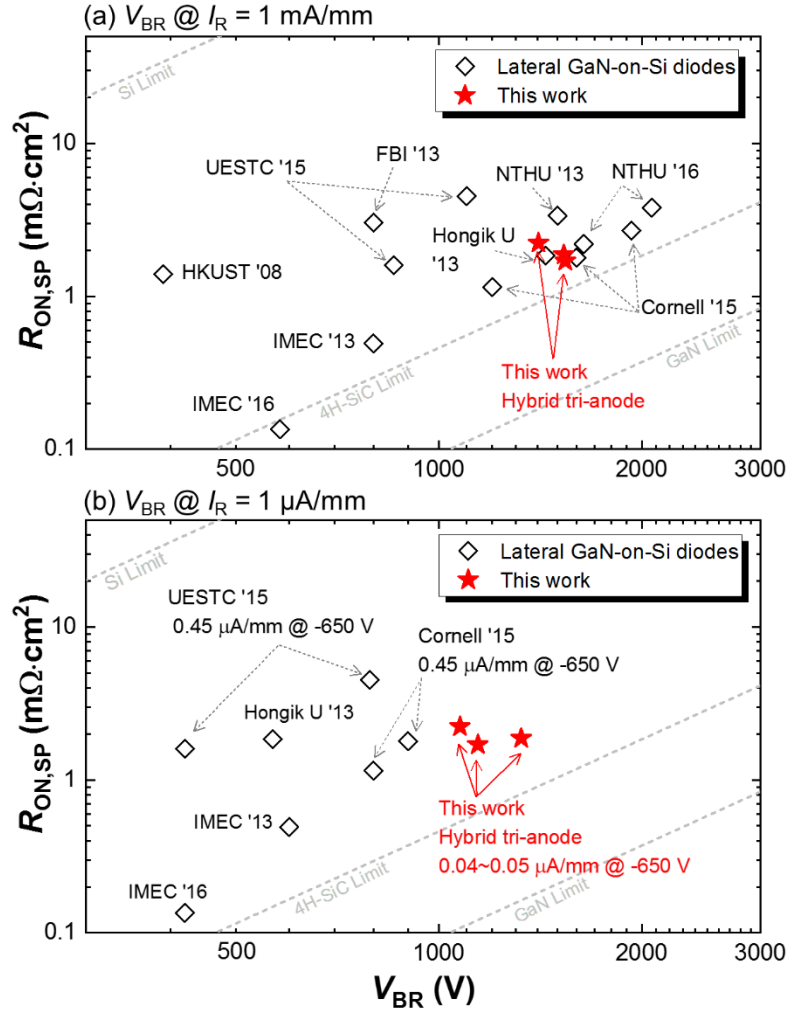 (a) VBR @ IR = 1 mA/mm
Si Limit
Lateral GaN-on-Si diodes
This work
10
1
0.1
RON,SP (mΩ·cm2)
UESTC '15
FBI '13
NTHU '13
NTHU '16
HKUST '08
Hongik U
'13
IMEC '13
Cornell '15
GaN Limit
This work
Hybrid tri-anode
4H-SiC Limit
IMEC '16
500
1000
2000
3000
(b) VBR @ IR = 1 μA/mm
Si Limit
Lateral GaN-on-Si diodes
This work
10
1
0.1
RON,SP (mΩ·cm2)
UESTC '15
0.45 μA/mm @ -650 V
Cornell '15
0.45 μA/mm @ -650 V
Hongik U '13
IMEC '13
This work
Hybrid tri-anode
0.04~0.05 μA/mm @ -650 V
IMEC '16
4H-SiC Limit
GaN Limit
500
1000
2000
3000
VBR (V)